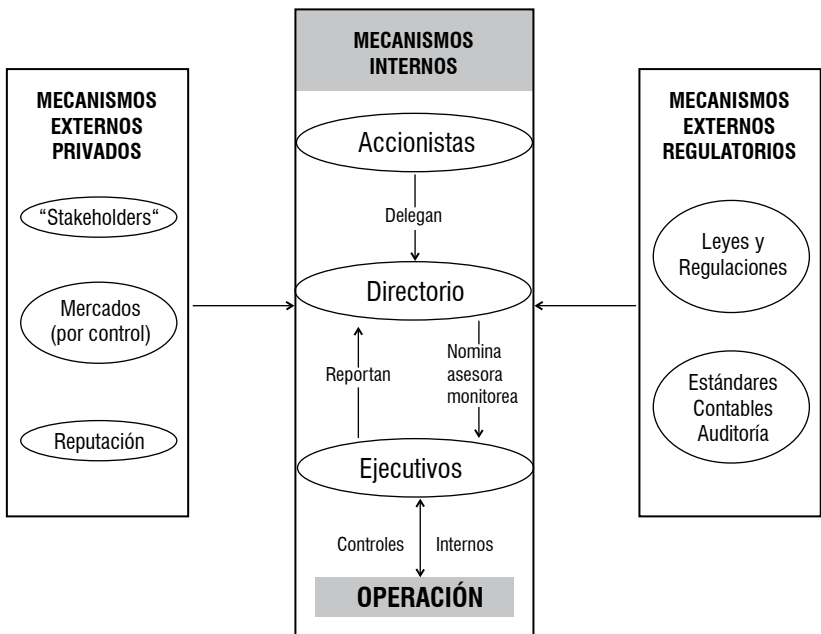 MECANISMOS
EXTERNOS
PRIVADOS
“Stakeholders“
Mercados
(por control)
Reputación
MECANISMOS
INTERNOS
Accionistas
Delegan
Directorio
Reportan
Nomina
asesora
monitorea
Ejecutivos
Controles Internos
OPERACIÓN
MECANISMOS
EXTERNOS
REGULATORIOS
Leyes y
Regulaciones
Estándares
Contables
Auditoría